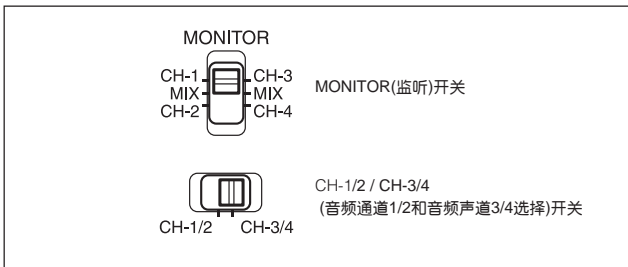 MONITOR
CH-1 CH-3
MIX MIX
CH-2 CH-4
MONITOR(监听)开关
CH-1/2 / CH-3/4
(音频通道1/2和音频声道3/4选择)开关
CH-1/2 CH-3/4